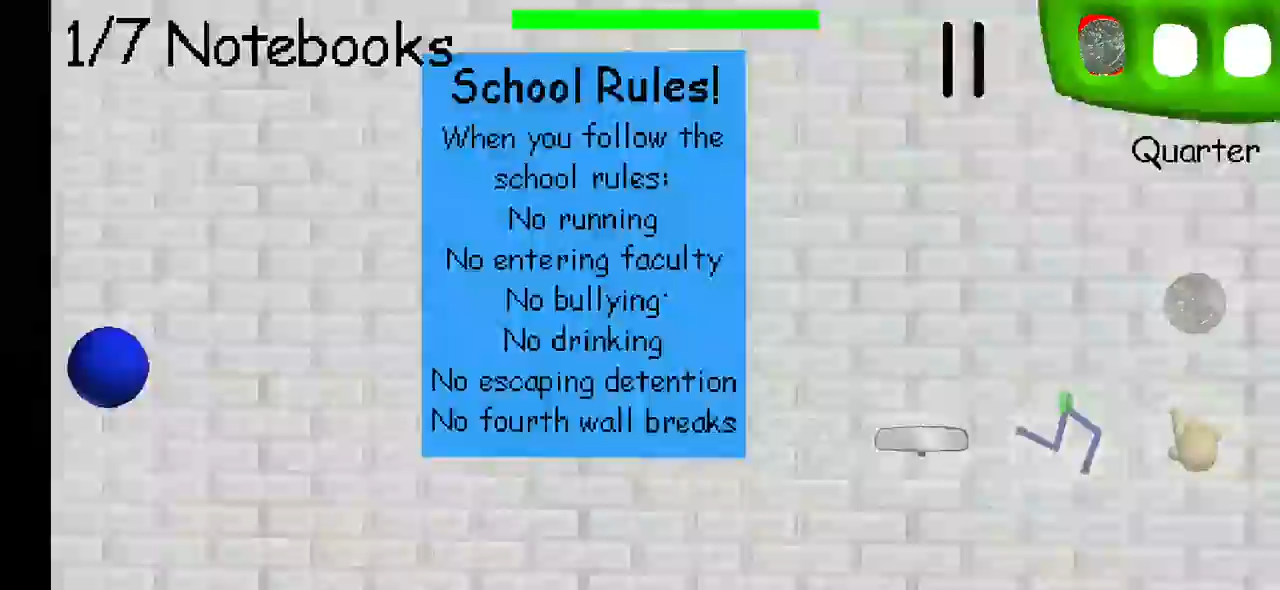 1/7 Notebooks
School Rules!
When you follow the
school rules:
No running
No entering faculty
No bullying
No drinking
No escaping detention
No fourth wall breaks
Quarter